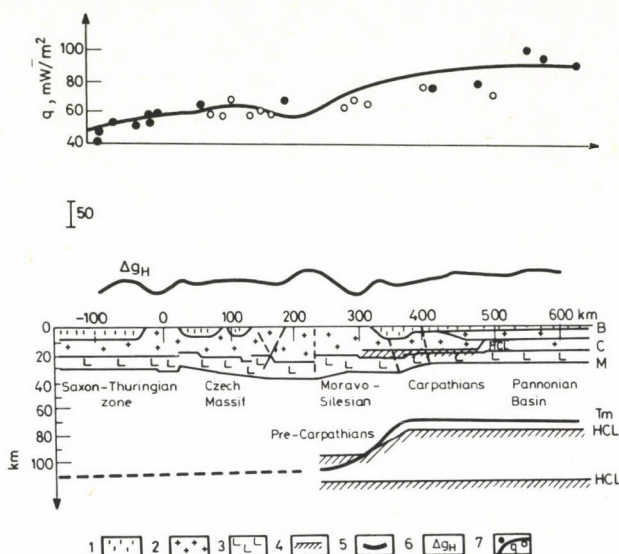 q, mW/m²
100
80
60
40
50
Δg_H
-100 0 100 200 300 400 500 600 km
0
20
40
60
80
100
km
B
HCL
C
M
Saxon-Thuringian zone
Czech Massif
Moravo-Silesian
Carpathians
Pannonian Basin
Pre-Carpathians
Tm
HCL
HCL
1 2 3 4 5 6 Δg_H 7